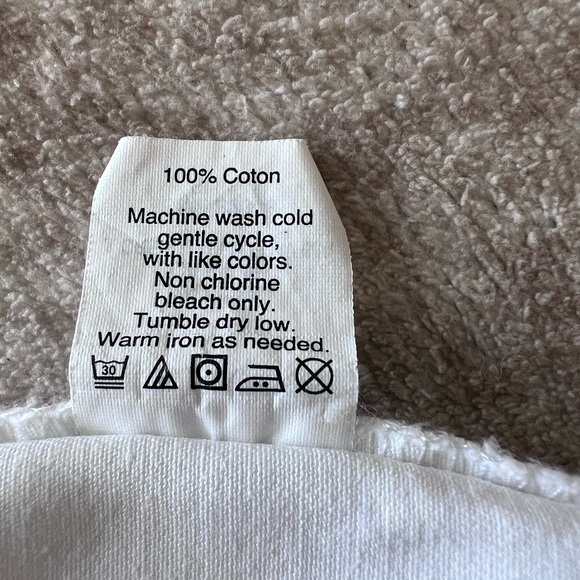 100% Coton
Machine wash cold
gentle cycle,
with like colors.
Non chlorine
bleach only.
Tumble dry low.
Warm iron as needed.
30